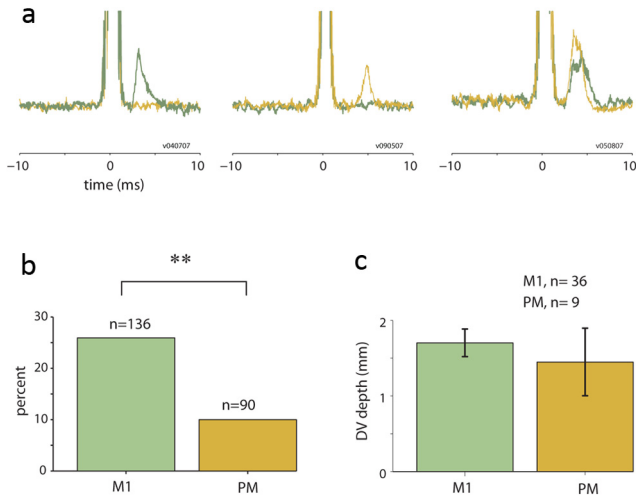 a
v040707
v090507
v050807
−10 0 10 −10 0 10 −10 0 10
time (ms)
b
**
30
20
10
0
percent
n=136
n=90
M1 PM
c
M1, n= 36
PM, n= 9
2
1
0
DV depth (mm)
M1 PM